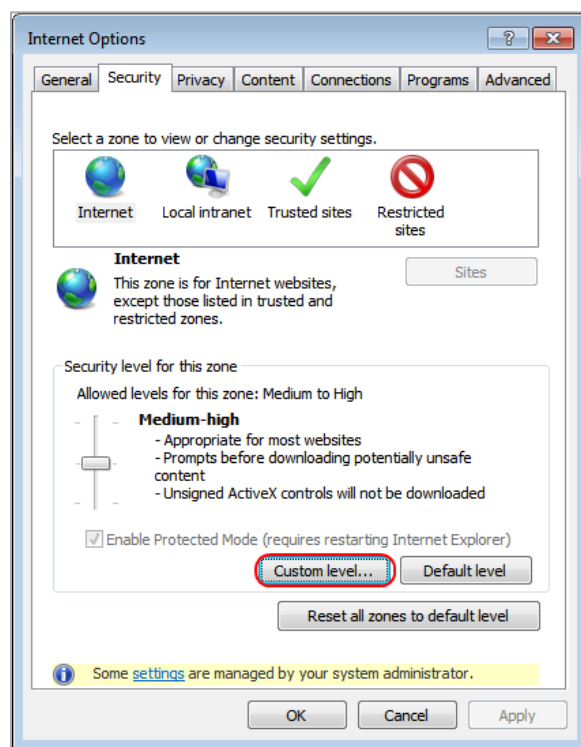 Internet Options
General Security Privacy Content Connections Programs Advanced
Select a zone to view or change security settings.
Internet Local intranet Trusted sites Restricted sites
Internet
This zone is for Internet websites,
except those listed in trusted and
restricted zones.
Sites
Security level for this zone
Allowed levels for this zone: Medium to High
Medium-high
- Appropriate for most websites
- Prompts before downloading potentially unsafe
content
- Unsigned ActiveX controls will not be downloaded
Enable Protected Mode (requires restarting Internet Explorer)
Custom level... Default level
Reset all zones to default level
Some settings are managed by your system administrator.
OK Cancel Apply